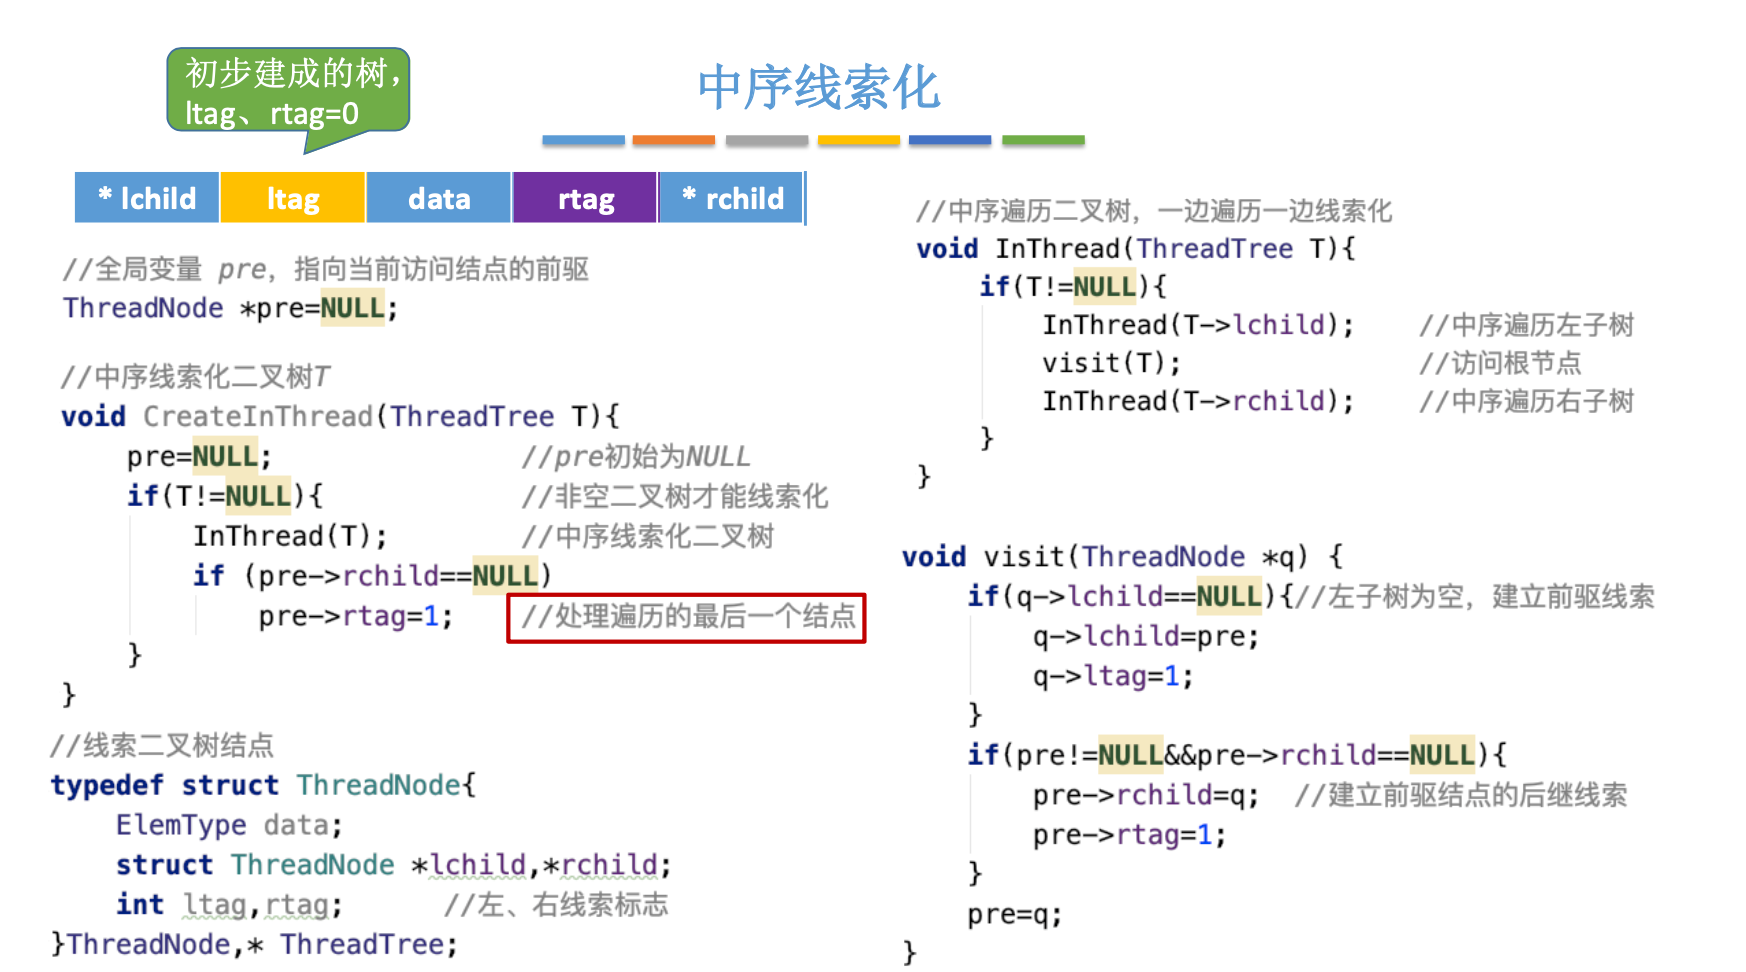 初步建成的树，
ltag、rtag=0
中序线索化
* lchild ltag data rtag * rchild
//全局变量 pre，指向当前访问结点的前驱
ThreadNode *pre=NULL;
//中序线索化二叉树T
void CreateInThread(ThreadTree T){
    pre=NULL;               //pre初始为NULL
    if(T!=NULL){            //非空二叉树才能线索化
        InThread(T);        //中序线索化二叉树
        if (pre->rchild==NULL)
            pre->rtag=1;    //处理遍历的最后一个结点
    }
}
//线索二叉树结点
typedef struct ThreadNode{
    ElemType data;
    struct ThreadNode *lchild,*rchild;
    int ltag,rtag;      //左、右线索标志
}ThreadNode,* ThreadTree;
//中序遍历二叉树，一边遍历一边线索化
void InThread(ThreadTree T){
    if(T!=NULL){
        InThread(T->lchild);    //中序遍历左子树
        visit(T);               //访问根节点
        InThread(T->rchild);    //中序遍历右子树
    }
}
void visit(ThreadNode *q) {
    if(q->lchild==NULL){//左子树为空，建立前驱线索
        q->lchild=pre;
        q->ltag=1;
    }
    if(pre!=NULL&&pre->rchild==NULL){
        pre->rchild=q;  //建立前驱结点的后继线索
        pre->rtag=1;
    }
    pre=q;
}